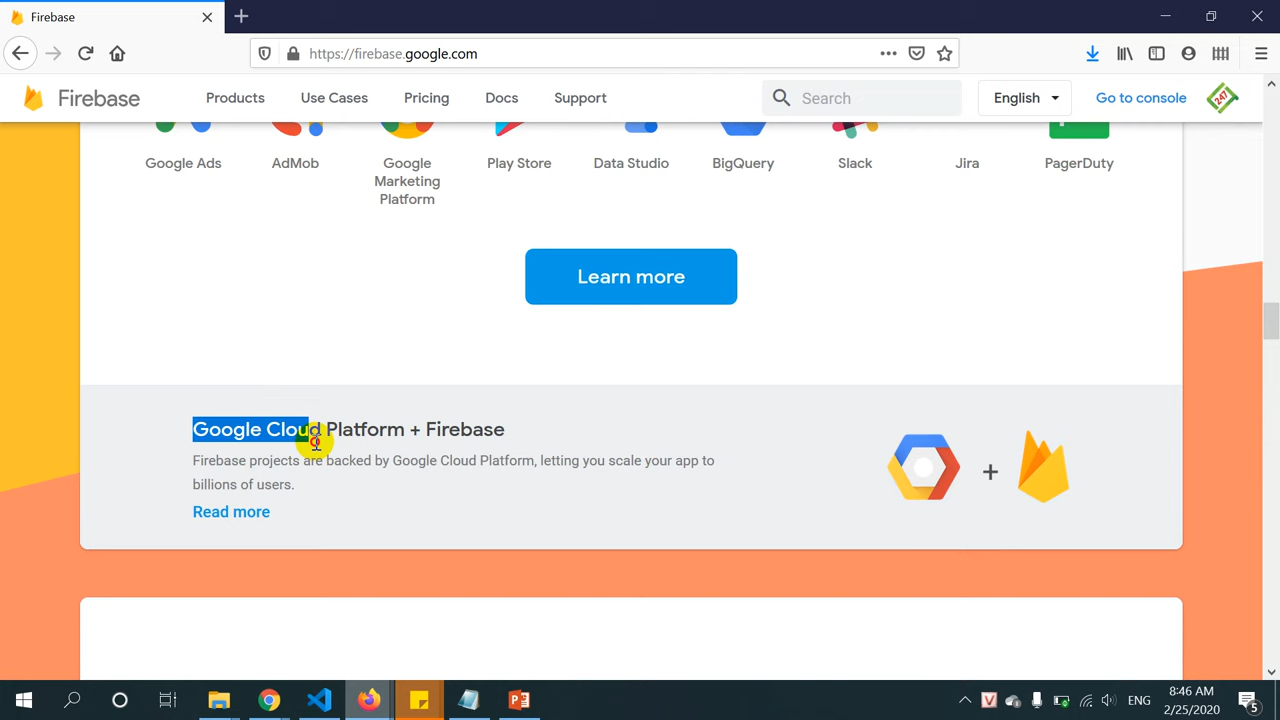 Firebase
https://firebase.google.com
Firebase
Products
Use Cases
Pricing
Docs
Support
Search
English
Go to console
247
Google Ads
AdMob
Google
Marketing
Platform
Play Store
Data Studio
BigQuery
Slack
Jira
PagerDuty
Learn more
Google Cloud Platform + Firebase
Firebase projects are backed by Google Cloud Platform, letting you scale your app to
billions of users.
Read more
+
ENG
8:46 AM
2/25/2020
5